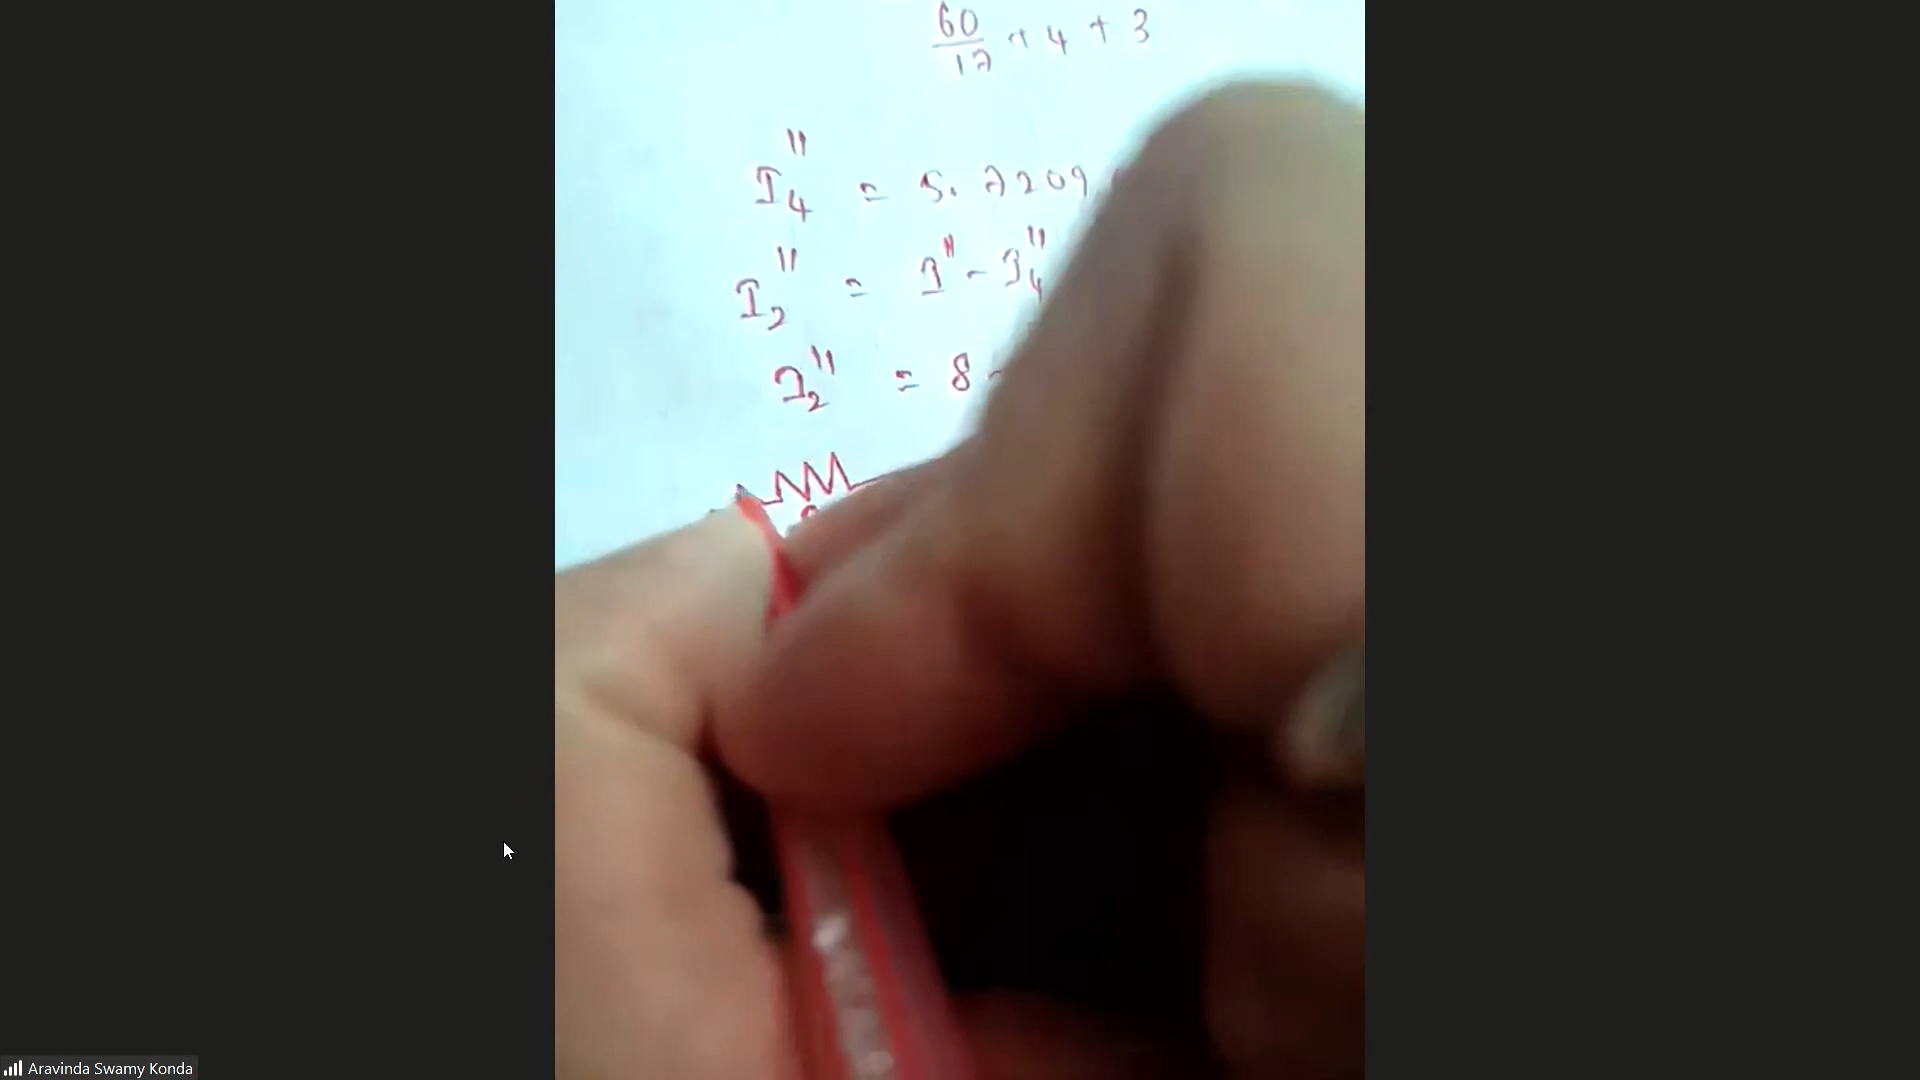 60/17 + 4 + 3
I4'' = 5.7209
I2'' = I'' - I4''
I2'' = 8 -
Aravinda Swamy Konda